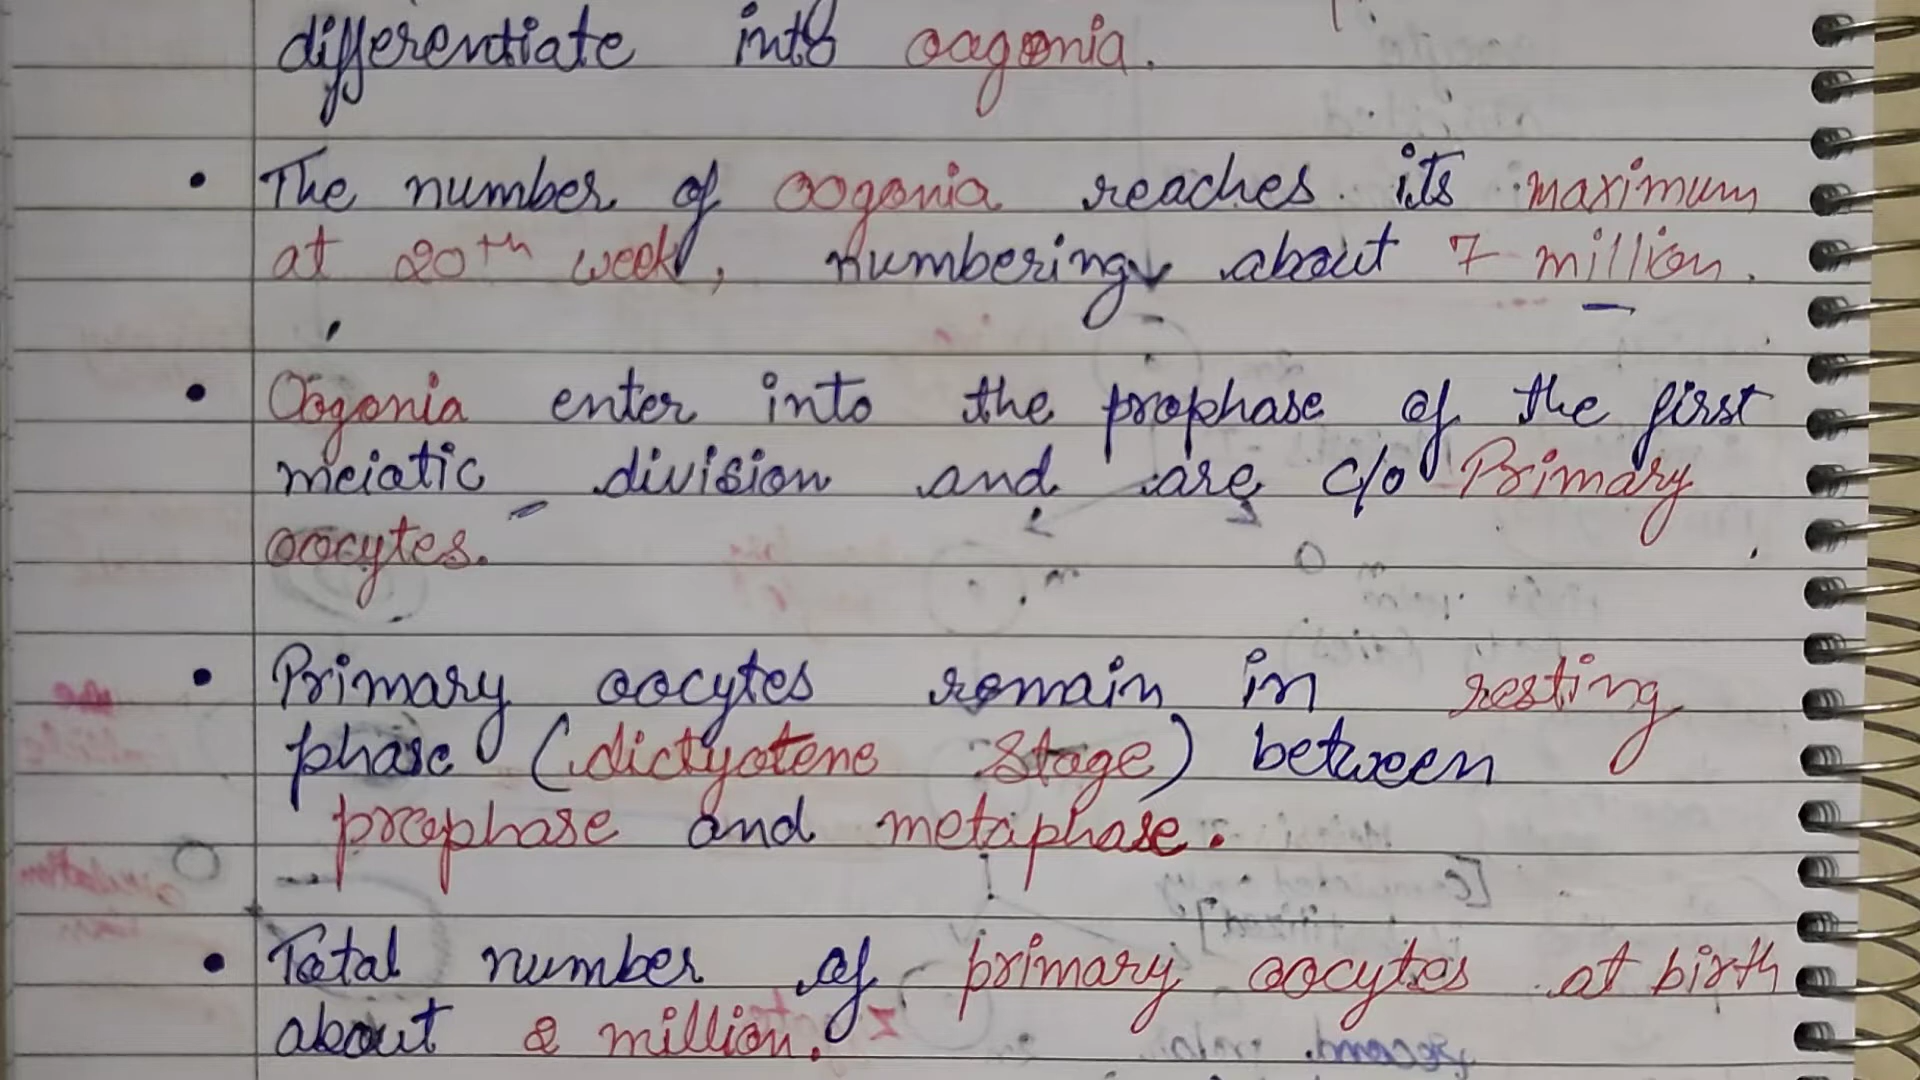 differentiate into oogonia.
• The number of oogonia reaches its maximum
at 20th week, numbering about 7 million.
• Oogonia enter into the prophase of the first
meiotic division and are c/o Primary
oocytes.
• Primary oocytes remain in resting
phase (dictyotene stage) between
prophase and metaphase.
• Total number of primary oocytes at birth
about 2 million.